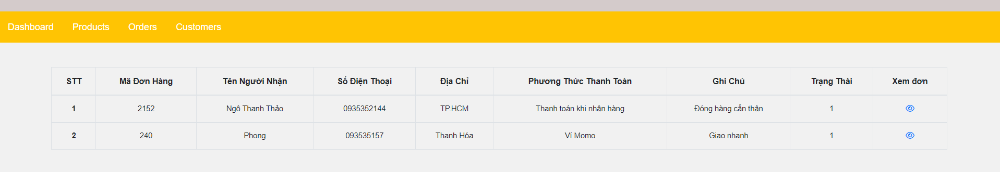 Dashboard Products Orders Customers
STT Mã Đơn Hàng Tên Người Nhận Số Điện Thoại Địa Chỉ Phương Thức Thanh Toán Ghi Chú Trạng Thái Xem đơn
1 2152 Ngô Thanh Thảo 0935352144 TP.HCM Thanh toán khi nhận hàng Đóng hàng cẩn thận 1
2 240 Phong 093535157 Thanh Hóa Ví Momo Giao nhanh 1